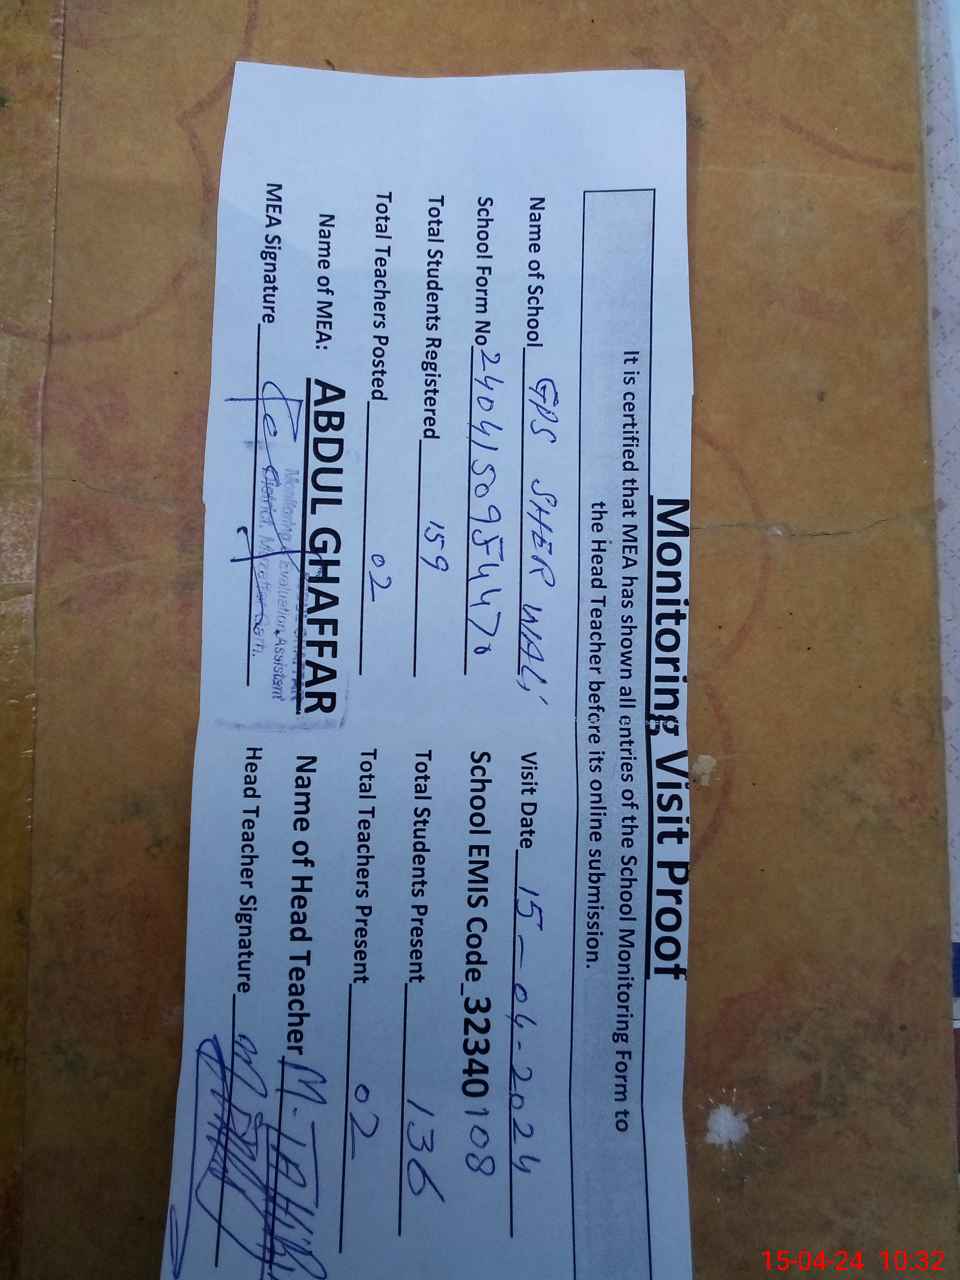 Monitoring Visit Proof
It is certified that MEA has shown all entries of the School Monitoring Form to
the Head Teacher before its online submission.
Name of School GPS SHER WALI Visit Date 15-04-2024
School Form No 24041509544 School EMIS Code 32340108
Total Students Registered 159 Total Students Present 136
Total Teachers Posted 02 Total Teachers Present 02
Name of MEA: ABDUL GHAFFAR Name of Head Teacher M. TAHIR
MEA Signature Head Teacher Signature
Monitoring Evaluation Assistant
District
15-04-24 10:32